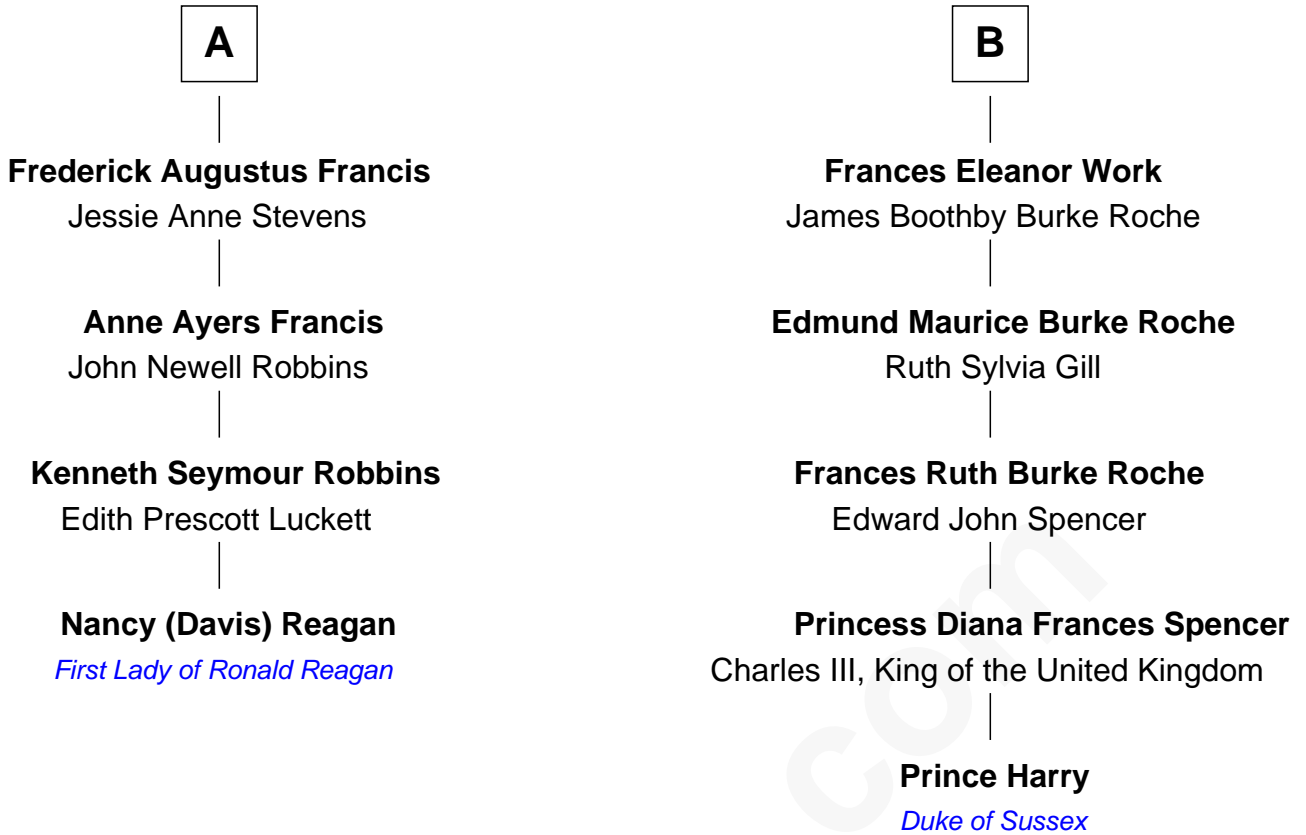 A
Frederick Augustus Francis
Jessie Anne Stevens
Anne Ayers Francis
John Newell Robbins
Kenneth Seymour Robbins
Edith Prescott Luckett
Nancy (Davis) Reagan
First Lady of Ronald Reagan
B
Frances Eleanor Work
James Boothby Burke Roche
Edmund Maurice Burke Roche
Ruth Sylvia Gill
Frances Ruth Burke Roche
Edward John Spencer
Princess Diana Frances Spencer
Charles III, King of the United Kingdom
Prince Harry
Duke of Sussex
com